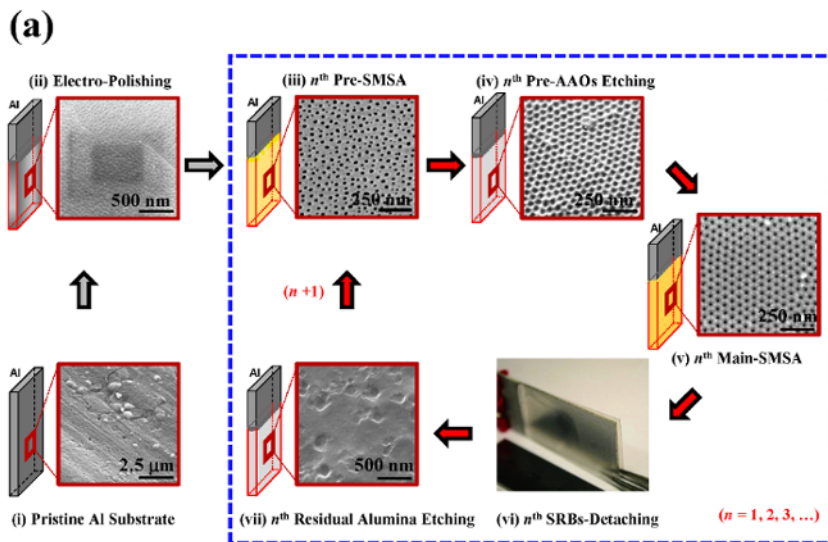 (a)
(ii) Electro-Polishing
Al
500 nm
(iii) nth Pre-SMSA
Al
250 nm
(iv) nth Pre-AAOs Etching
Al
250 nm
Al
250 nm
(v) nth Main-SMSA
(n +1)
Al
2.5 μm
(i) Pristine Al Substrate
Al
500 nm
(vii) nth Residual Alumina Etching
(vi) nth SRBs-Detaching
(n = 1, 2, 3, ...)